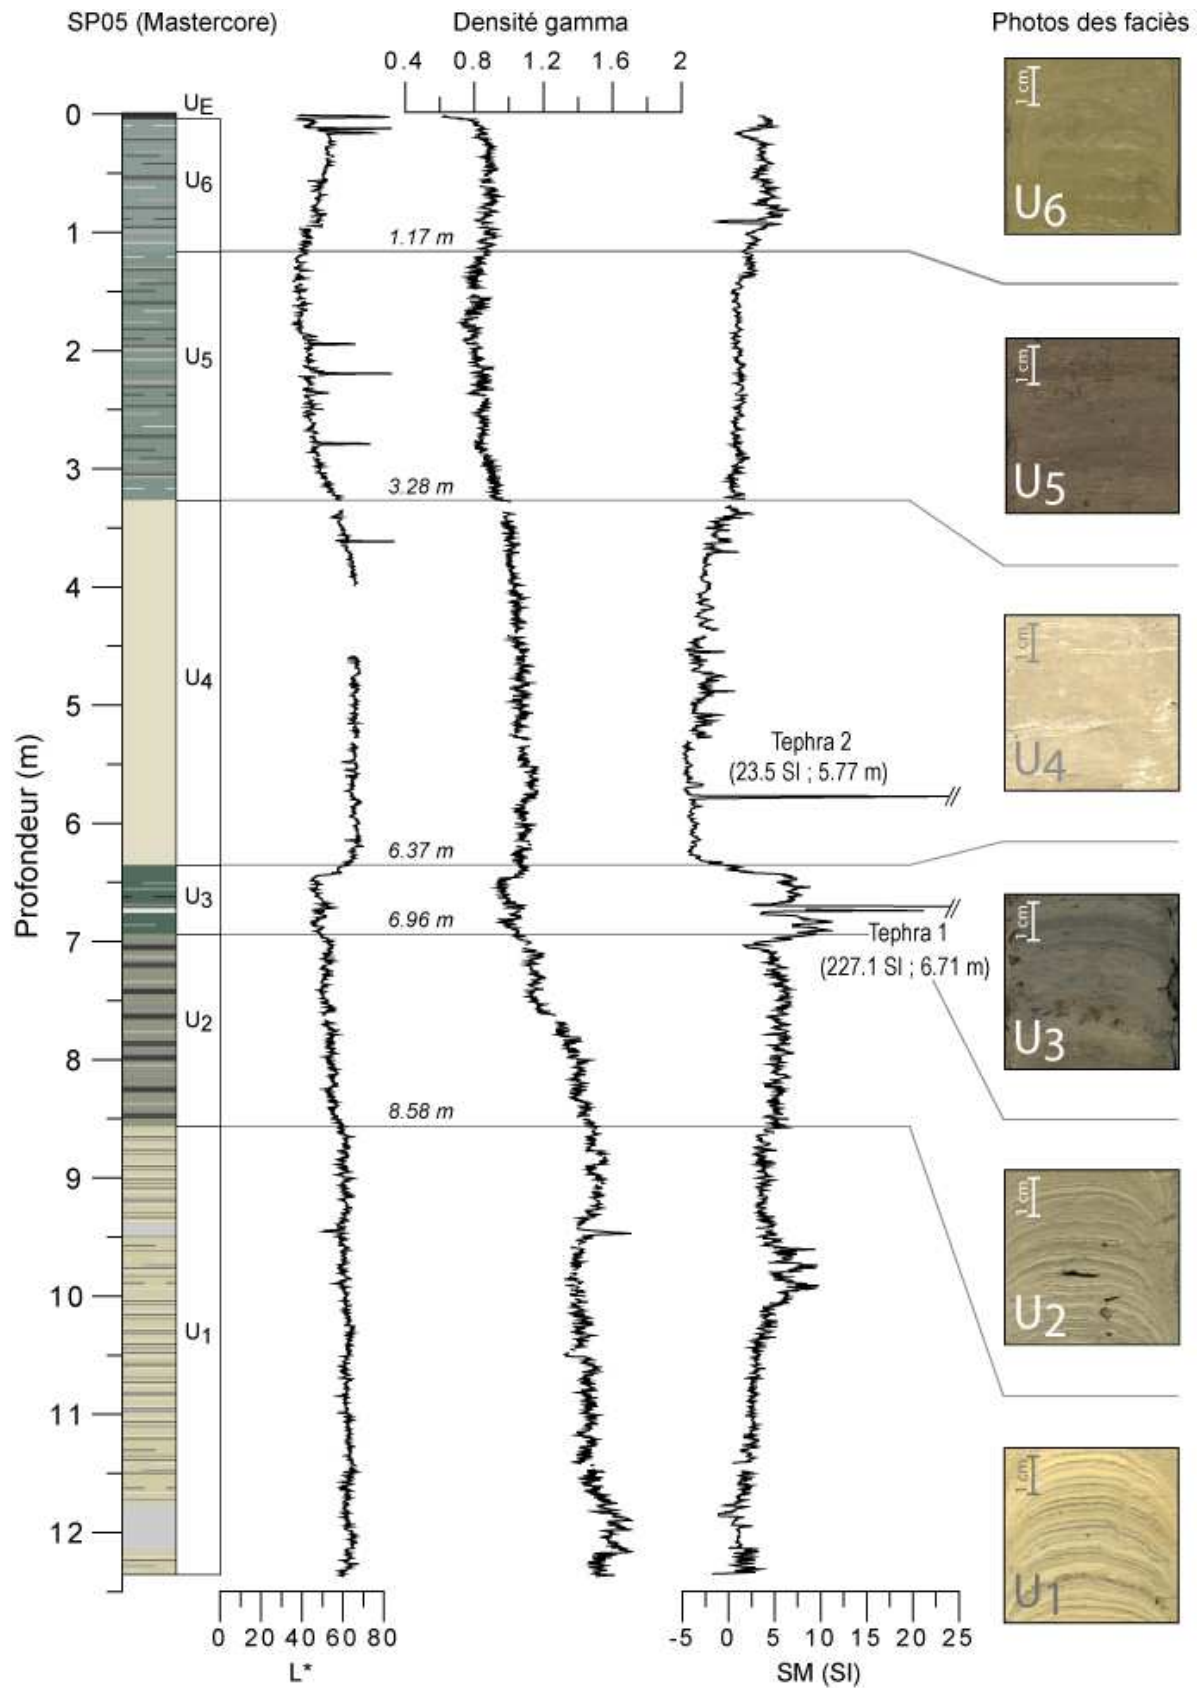 SP05 (Mastercore)
Densité gamma
Photos des faciès
0.4 0.8 1.2 1.6 2
UE
0
U6
1 cm
U6
1
1.17 m
2
U5
1 cm
U5
3
3.28 m
4
U4
1 cm
U4
5
Profondeur (m)
Tephra 2
(23.5 SI ; 5.77 m)
6
6.37 m
U3
1 cm
U3
6.96 m
7
Tephra 1
(227.1 SI ; 6.71 m)
U2
8
8.58 m
1 cm
U2
9
10
U1
11
1 cm
U1
12
0 20 40 60 80
L*
-5 0 5 10 15 20 25
SM (SI)